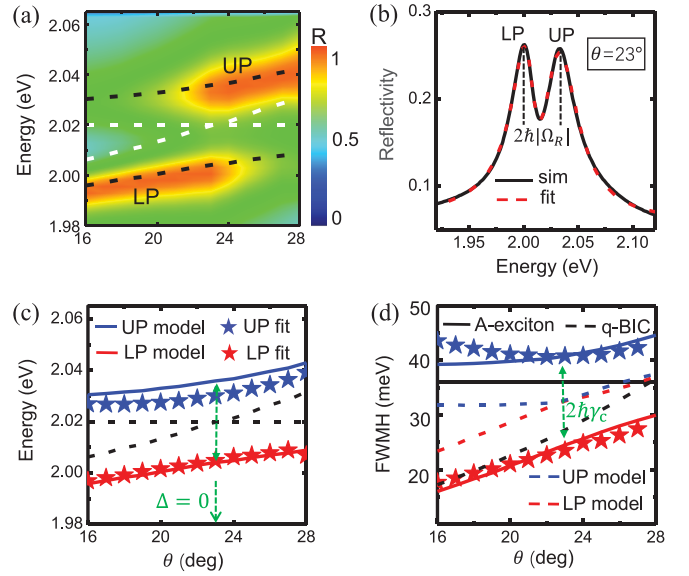 (a)
2.06
2.04
2.02
2.00
1.98
Energy (eV)
UP
LP
16
20
24
28
R
1
0.5
0
(b)
LP
UP
θ=23°
0.3
0.2
0.1
Reflectivity
2ħ|Ω_R|
sim
fit
1.95
2.00
2.05
2.10
Energy (eV)
(c)
2.06
2.04
2.02
2.00
1.98
Energy (eV)
UP model
UP fit
LP model
LP fit
Δ = 0
16
20
24
28
θ (deg)
(d)
50
40
30
20
10
FWMH (meV)
A-exciton
q-BIC
2ħγ_c
UP model
LP model
16
20
24
28
θ (deg)